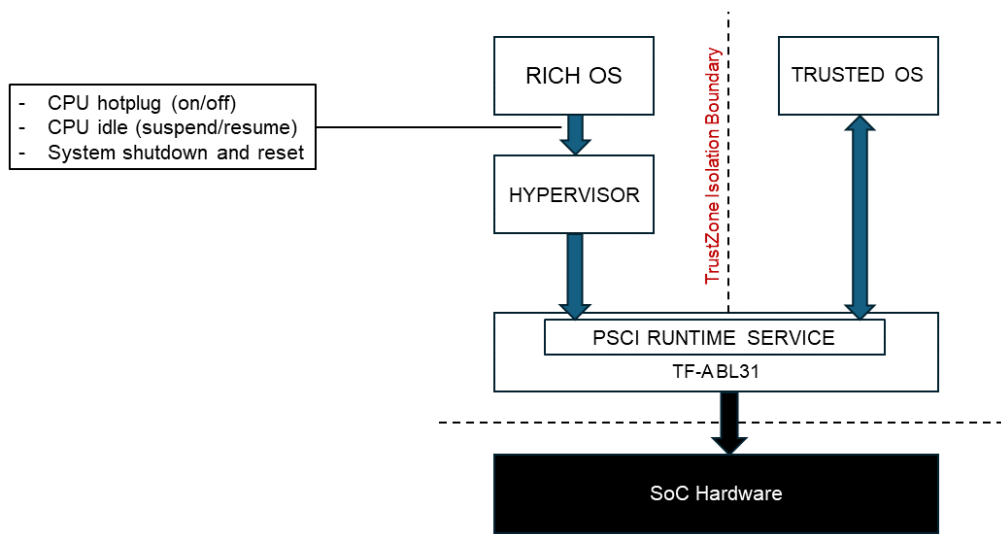 RICH OS
TRUSTED OS
- CPU hotplug (on/off)
- CPU idle (suspend/resume)
- System shutdown and reset
HYPERVISOR
TrustZone Isolation Boundary
PSCI RUNTIME SERVICE
TF-A BL31
SoC Hardware